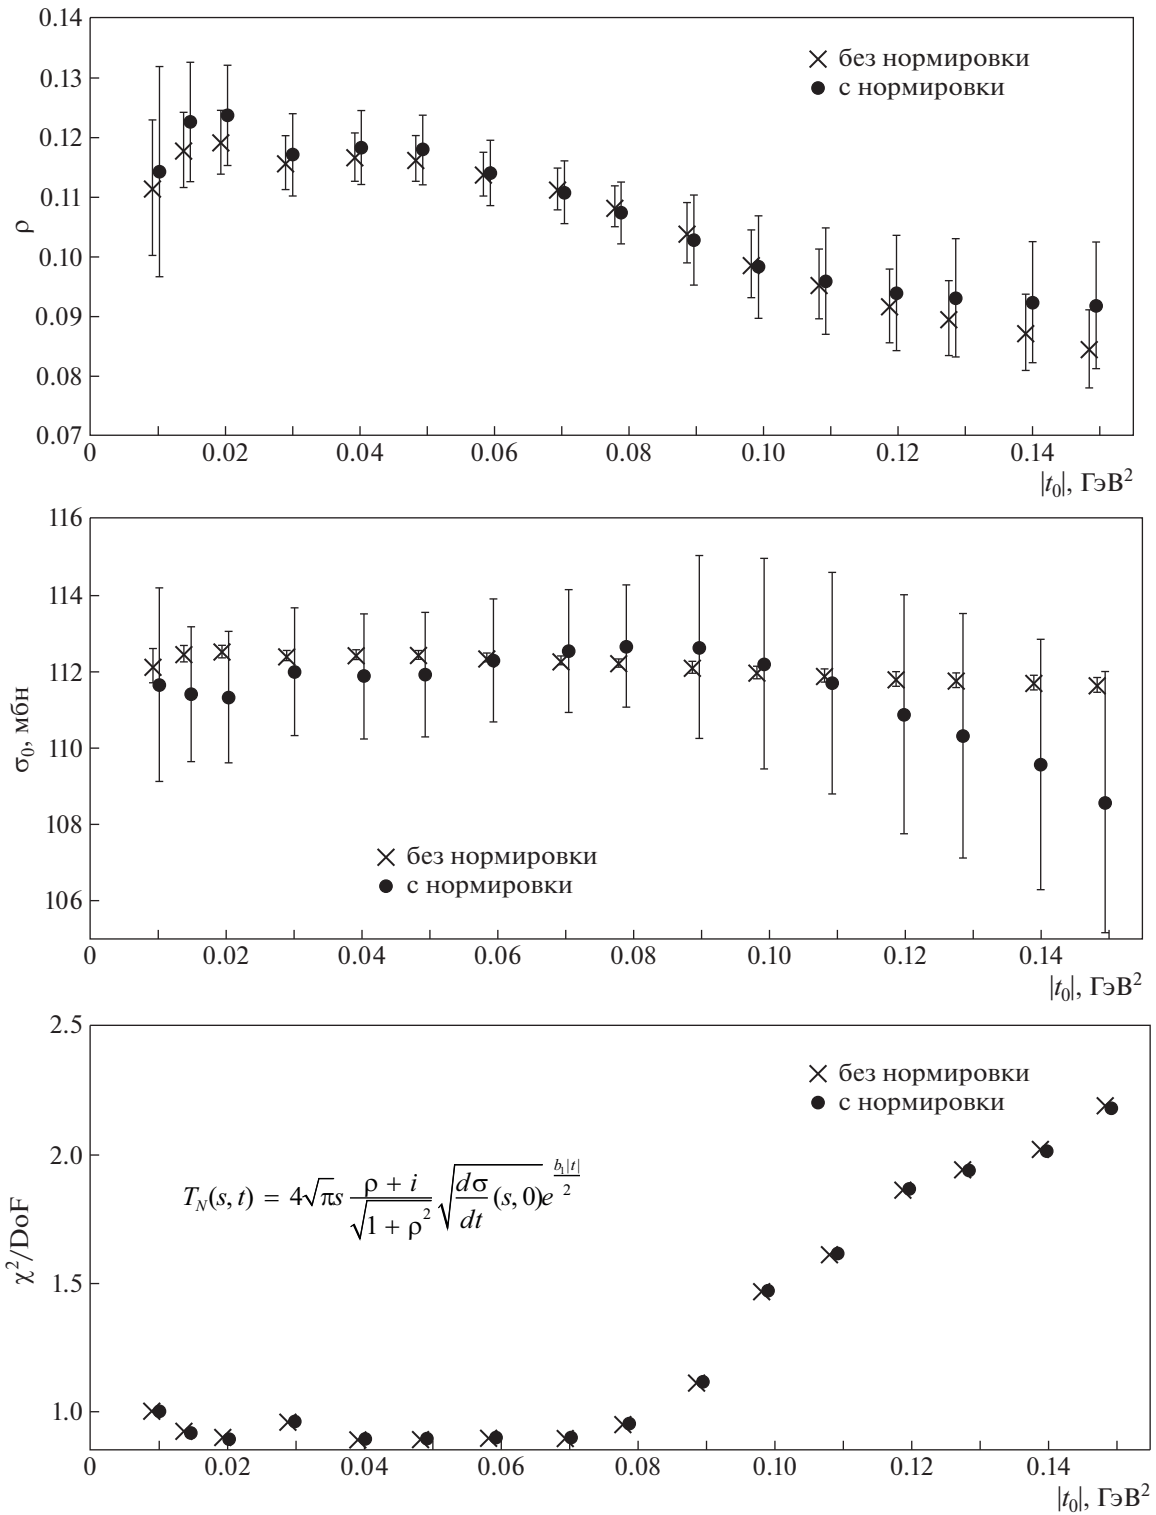 0.14
0.13
0.12
0.11
0.10
0.09
0.08
0.07
ρ
× без нормировки
● с нормировки
0 0.02 0.04 0.06 0.08 0.10 0.12 0.14
|t₀|, ГэВ²
116
114
112
110
108
106
σ₀, мбн
× без нормировки
● с нормировки
0 0.02 0.04 0.06 0.08 0.10 0.12 0.14
|t₀|, ГэВ²
2.5
2.0
1.5
1.0
χ²/DoF
× без нормировки
● с нормировки
T_N(s, t) = 4√π s (ρ + i)/√(1 + ρ²) √(dσ/dt (s, 0)) e^(b₁|t|/2)
0 0.02 0.04 0.06 0.08 0.10 0.12 0.14
|t₀|, ГэВ²